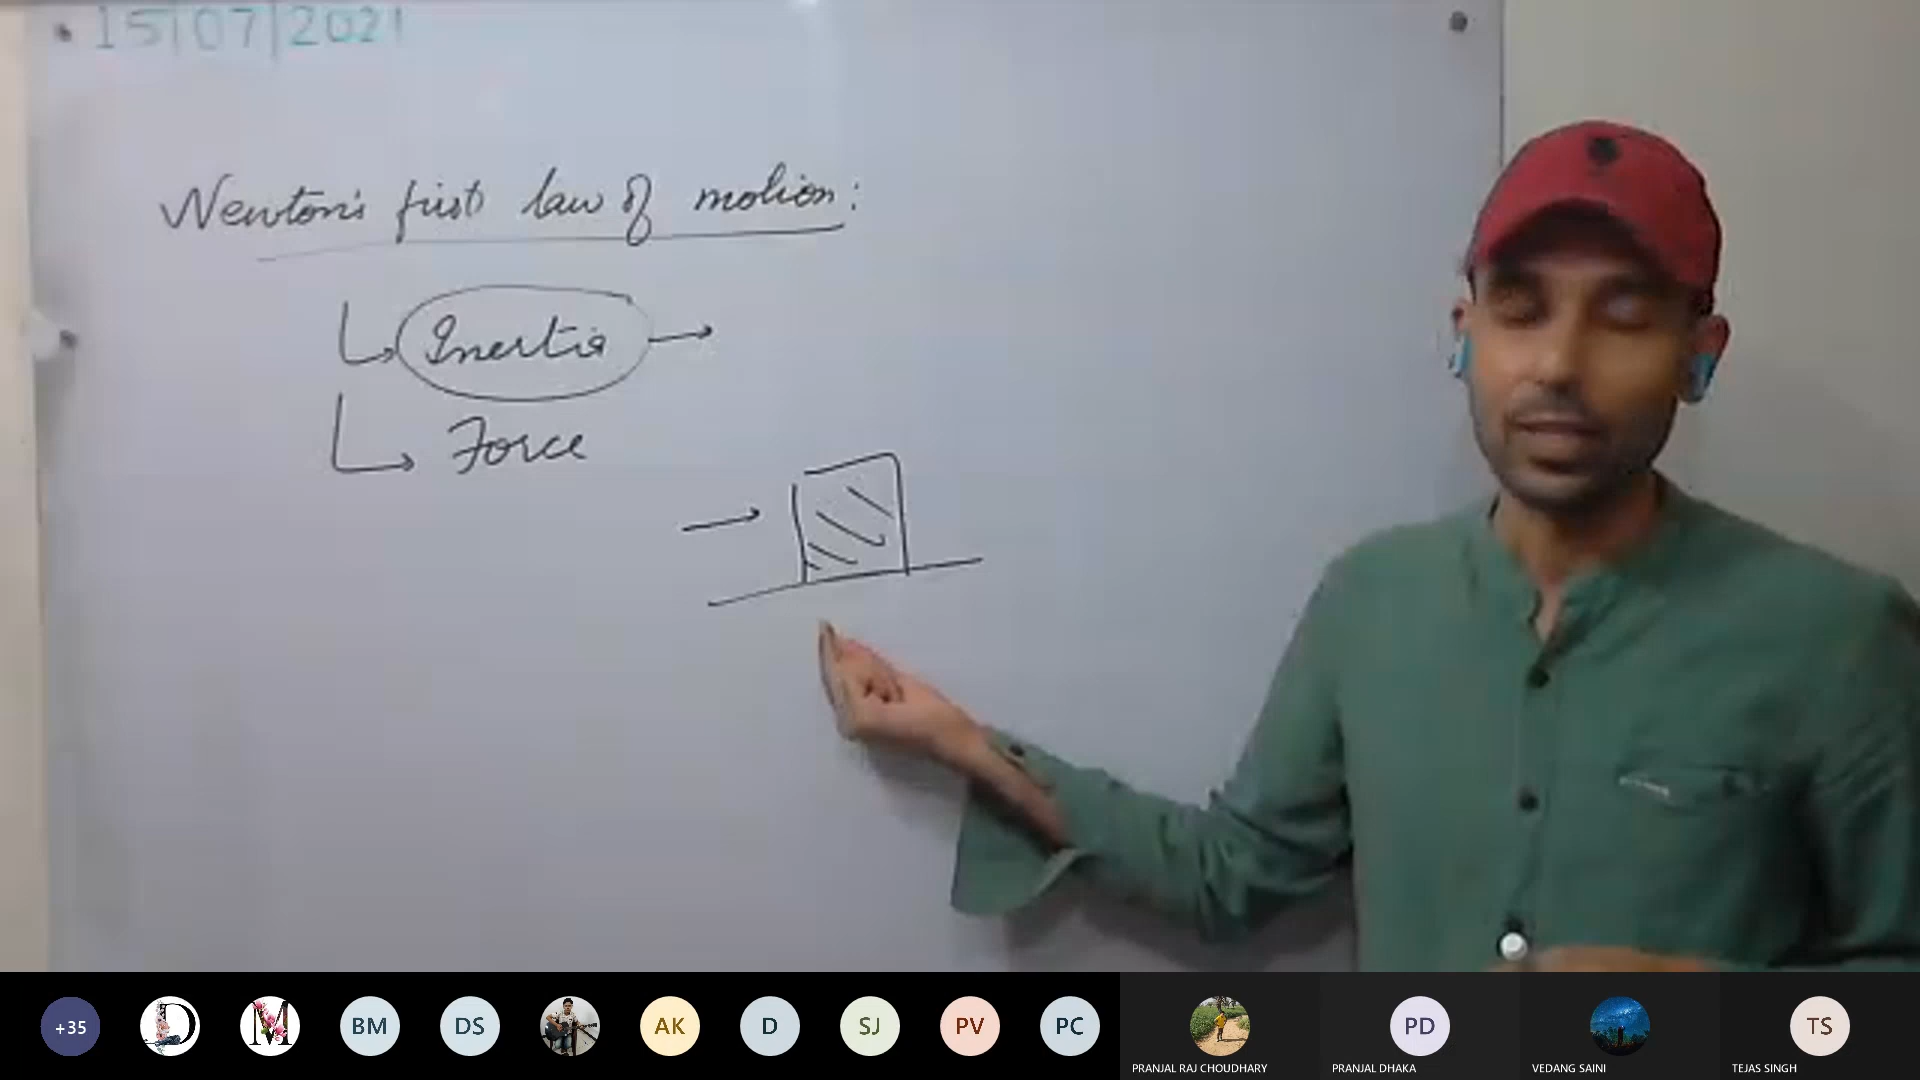 15/07/2021
Newton's first law of motion:
Inertia
Force
+35
D
M
BM
DS
AK
D
SJ
PV
PC
PD
TS
PRANJAL RAJ CHOUDHARY
PRANJAL DHAKA
VEDANG SAINI
TEJAS SINGH